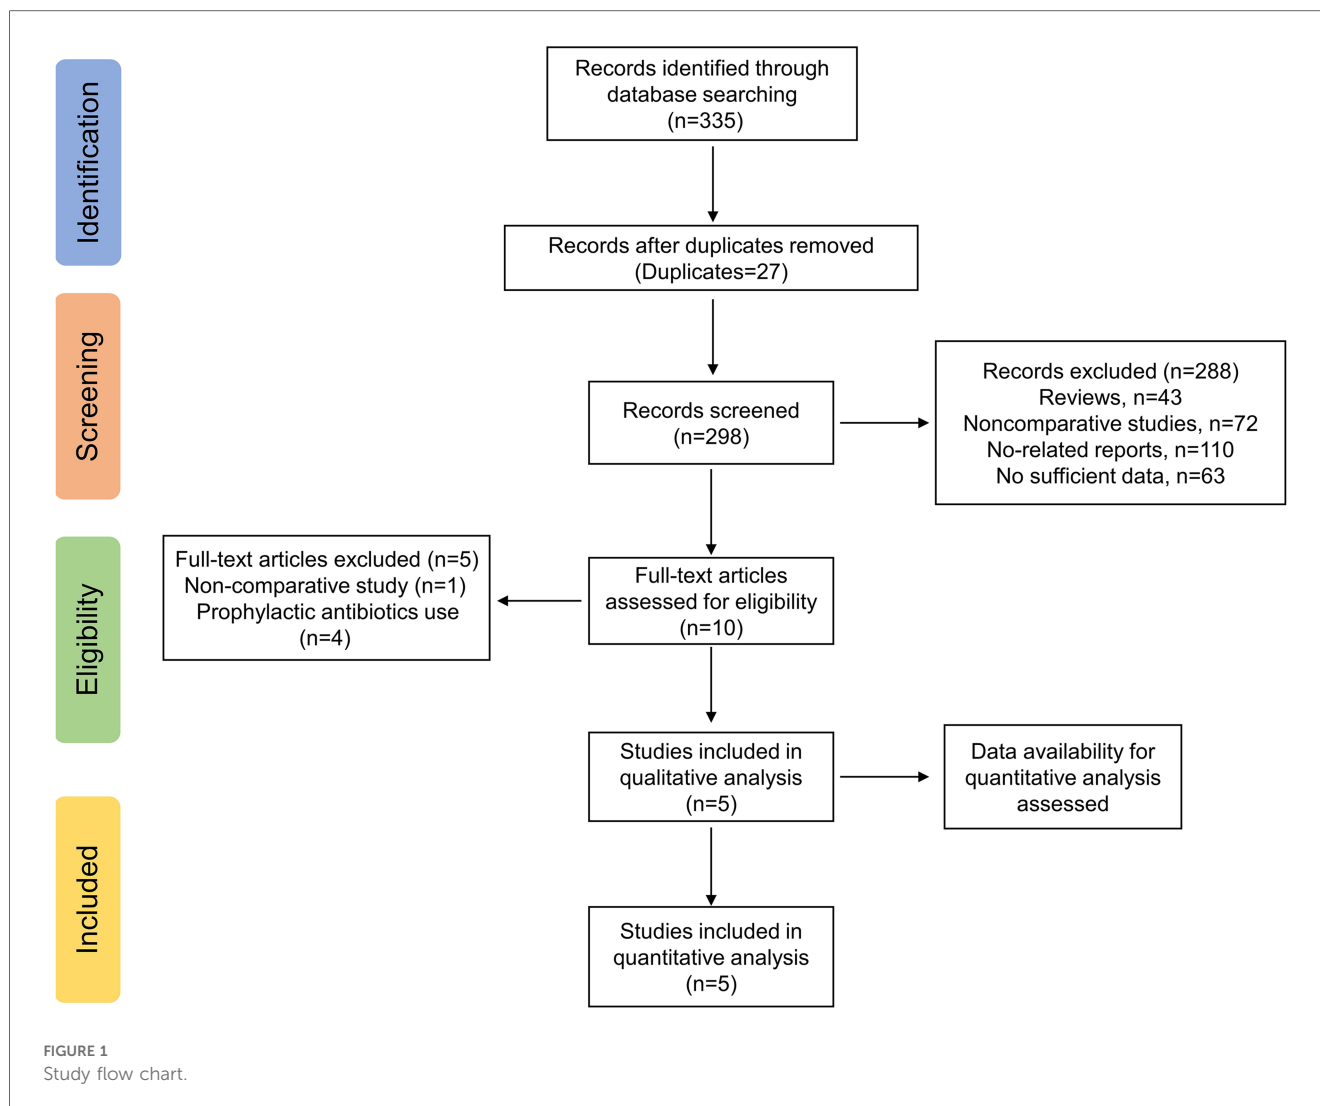 Identification
Records identified through
database searching
(n=335)
Records after duplicates removed
(Duplicates=27)
Screening
Records screened
(n=298)
Records excluded (n=288)
Reviews, n=43
Noncomparative studies, n=72
No-related reports, n=110
No sufficient data, n=63
Eligibility
Full-text articles excluded (n=5)
Non-comparative study (n=1)
Prophylactic antibiotics use
(n=4)
Full-text articles
assessed for eligibility
(n=10)
Studies included in
qualitative analysis
(n=5)
Data availability for
quantitative analysis
assessed
Included
Studies included in
quantitative analysis
(n=5)
FIGURE 1
Study flow chart.